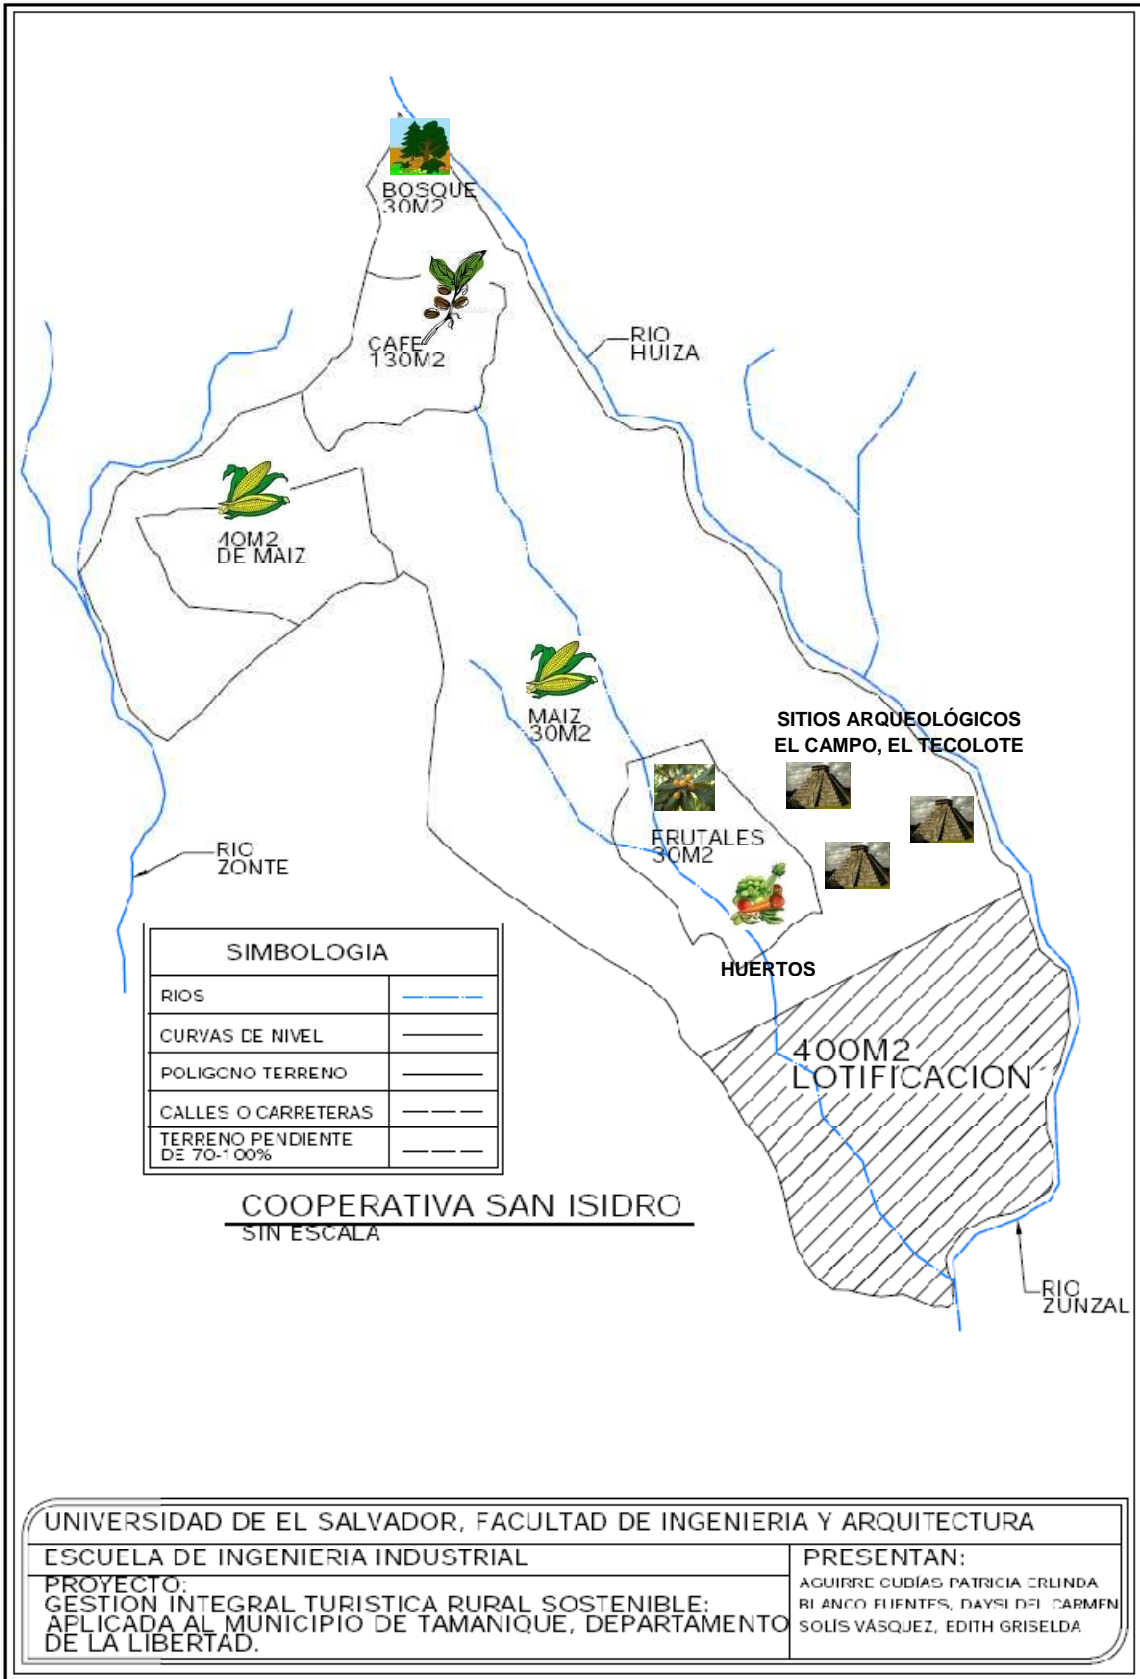 BOSQUE
30M2
CAFE
130M2
RIO
HUIZA
40M2
DE MAIZ
MAIZ
30M2
SITIOS ARQUEOLÓGICOS
EL CAMPO, EL TECOLOTE
FRUTALES
30M2
RIO
ZONTE
HUERTOS
SIMBOLOGIA
RIOS
CURVAS DE NIVEL
POLIGONO TERRENO
CALLES O CARRETERAS
TERRENO PENDIENTE
DE 70-100%
400M2
LOTIFICACION
COOPERATIVA SAN ISIDRO
SIN ESCALA
RIO
ZUNZAL
UNIVERSIDAD DE EL SALVADOR, FACULTAD DE INGENIERIA Y ARQUITECTURA
ESCUELA DE INGENIERIA INDUSTRIAL
PROYECTO:
GESTION INTEGRAL TURISTICA RURAL SOSTENIBLE:
APLICADA AL MUNICIPIO DE TAMANIQUE, DEPARTAMENTO
DE LA LIBERTAD.
PRESENTAN:
AGUIRRE CUBÍAS PATRICIA ERLINDA
BLANCO FUENTES, DAYSI DEL CARMEN
SOLÍS VÁSQUEZ, EDITH GRISELDA